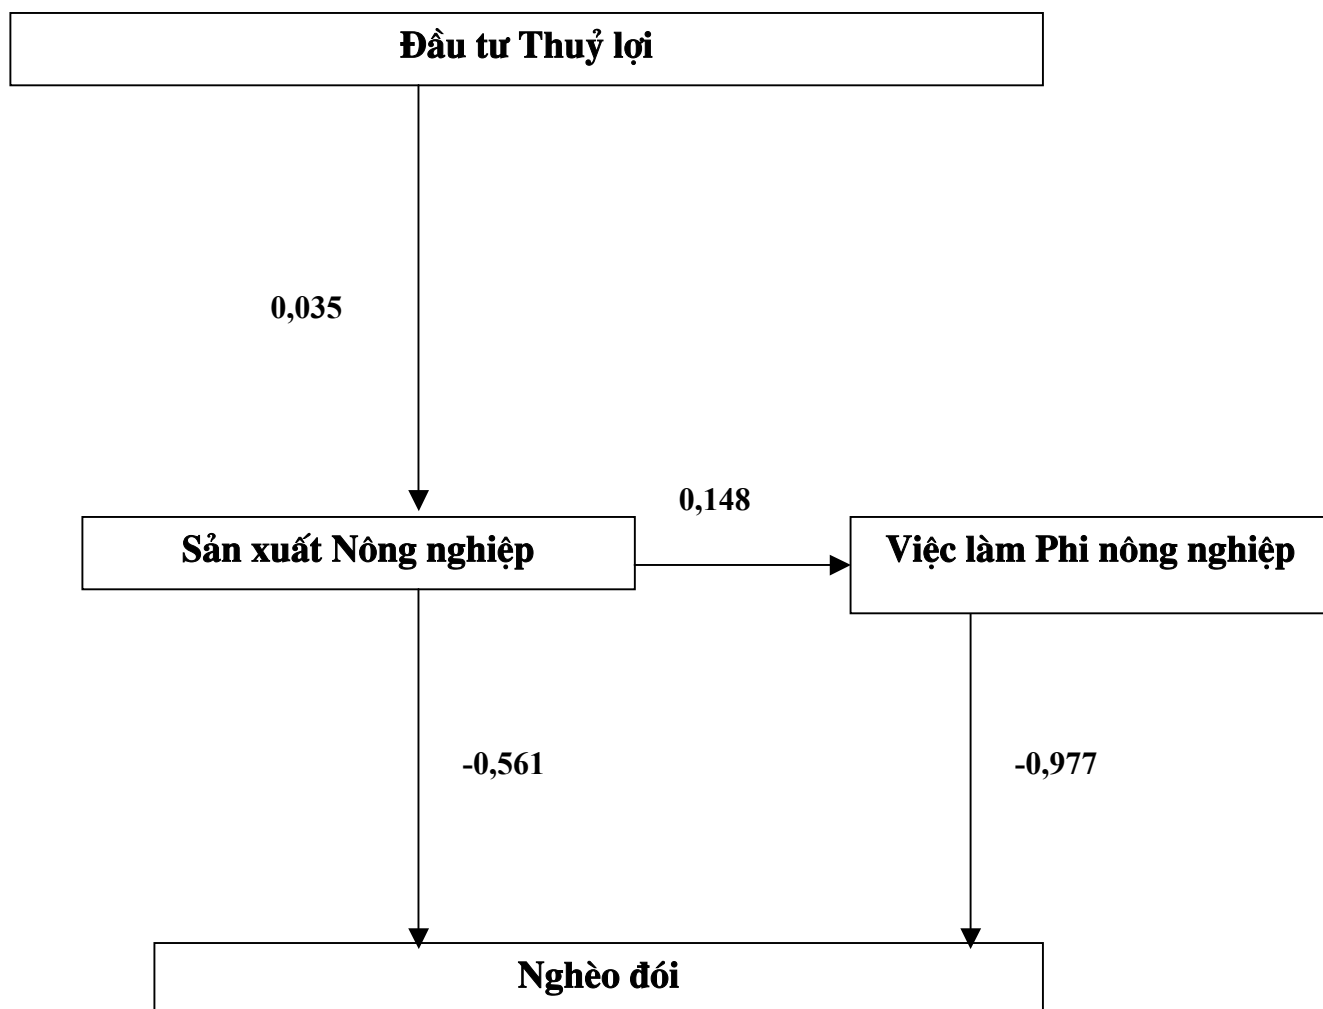 Đầu tư Thuỷ lợi
0,035
0,148
Sản xuất Nông nghiệp
Việc làm Phi nông nghiệp
-0,561
-0,977
Nghèo đói